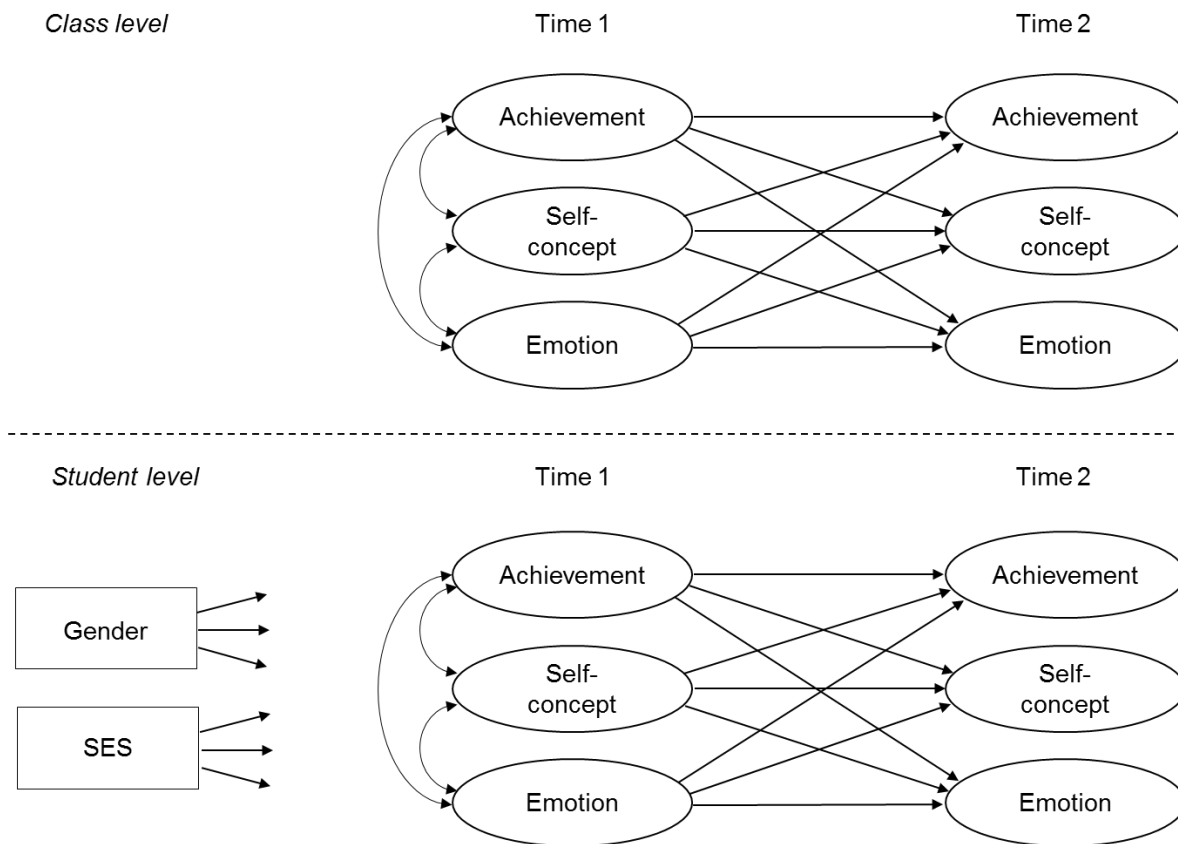 Class level
Time 1
Time 2
Achievement
Achievement
Self-
concept
Self-
concept
Emotion
Emotion
Student level
Time 1
Time 2
Gender
SES
Achievement
Achievement
Self-
concept
Self-
concept
Emotion
Emotion